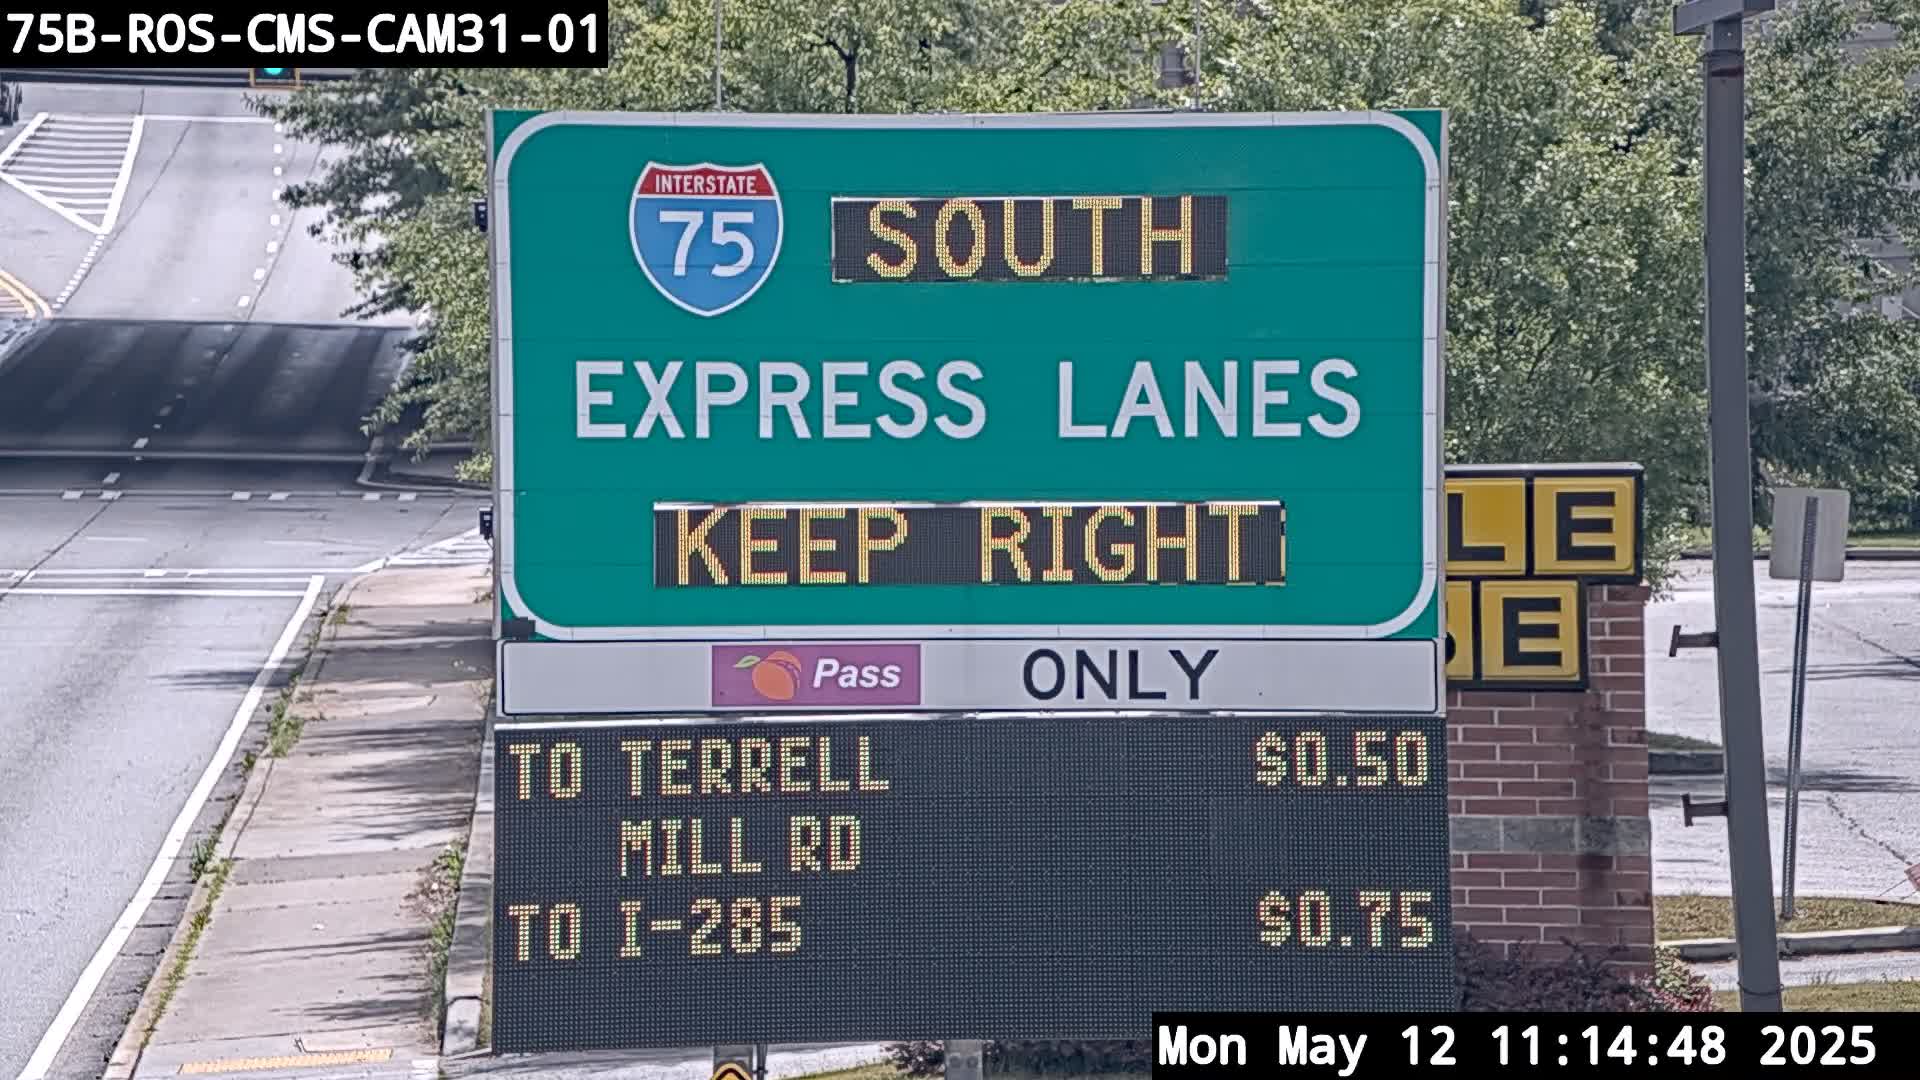 75B-ROS-CMS-CAM31-01
INTERSTATE
75
SOUTH
EXPRESS LANES
KEEP RIGHT
Pass ONLY
TO TERRELL $0.50
MILL RD
TO I-285 $0.75
LE
E
Mon May 12 11:14:48 2025